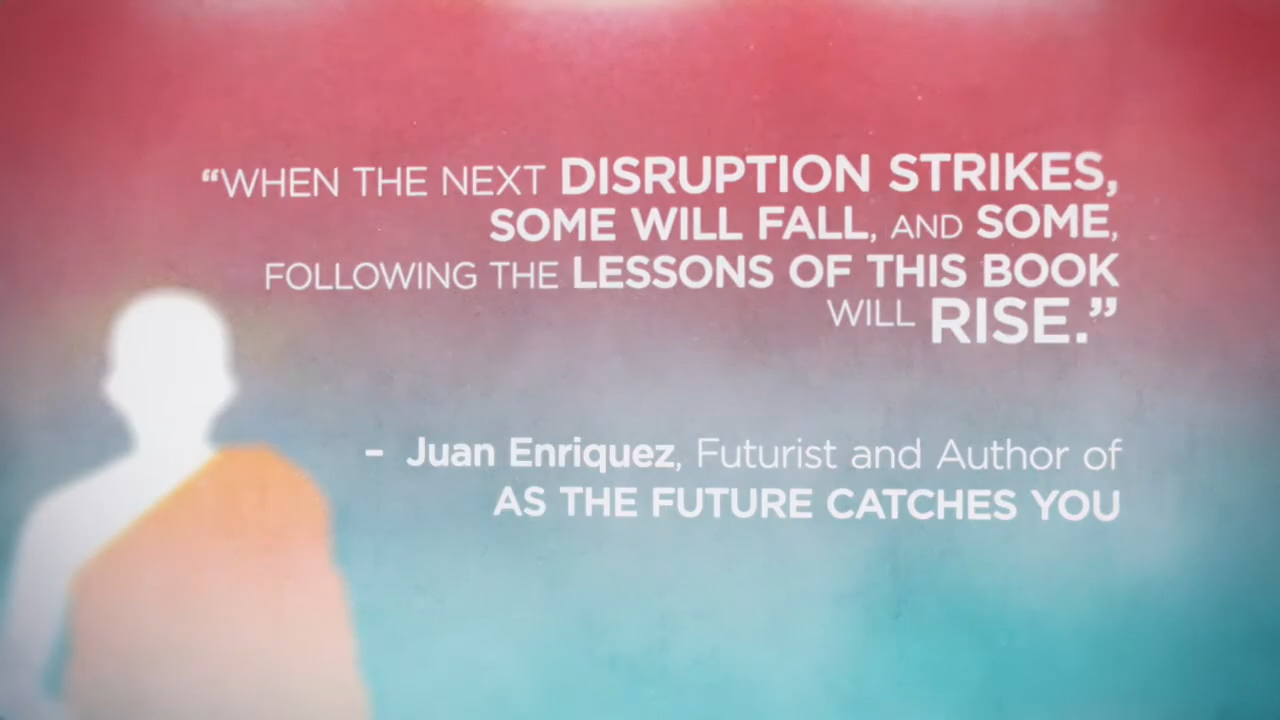 “WHEN THE NEXT DISRUPTION STRIKES,
SOME WILL FALL, AND SOME,
FOLLOWING THE LESSONS OF THIS BOOK
WILL RISE.”
– Juan Enriquez, Futurist and Author of
AS THE FUTURE CATCHES YOU